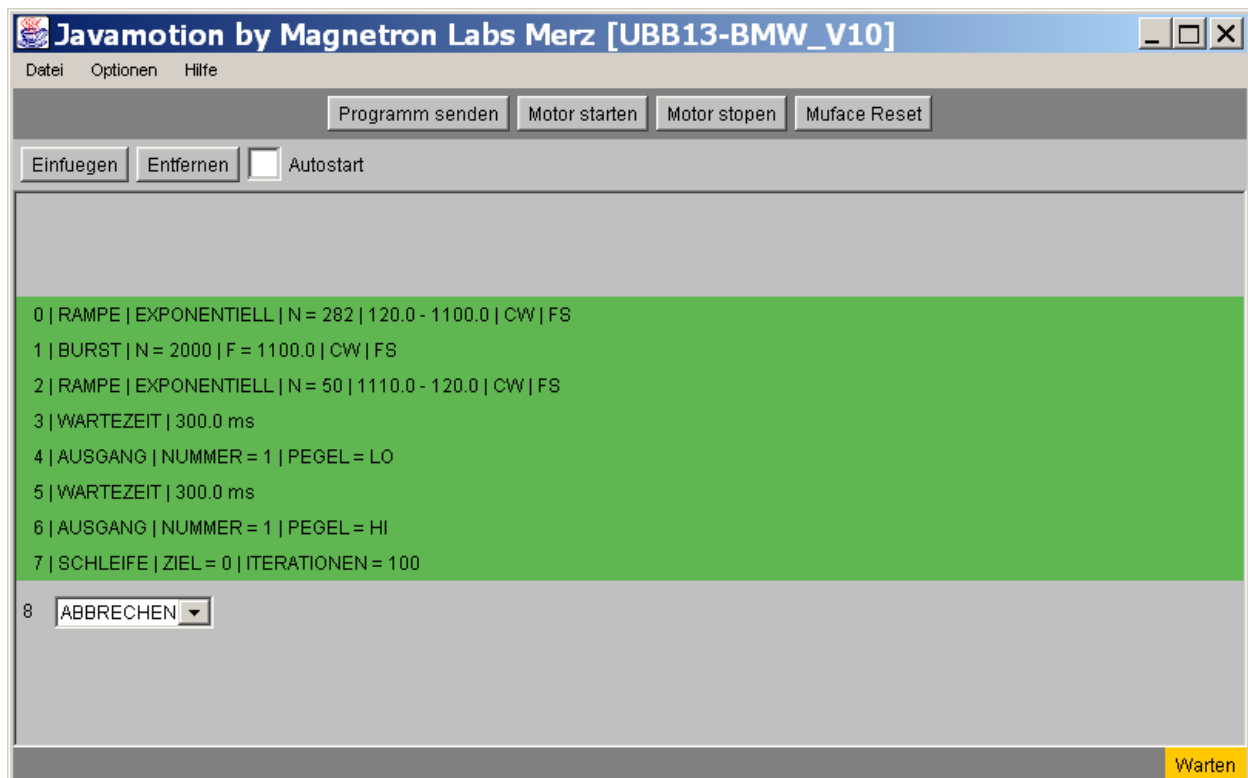 Javamotion by Magnetron Labs Merz [UBB13-BMW_V10]
Datei Optionen Hilfe
Programm senden Motor starten Motor stopen Muface Reset
Einfuegen Entfernen Autostart
0 | RAMPE | EXPONENTIELL | N = 282 | 120.0 - 1100.0 | CW | FS
1 | BURST | N = 2000 | F = 1100.0 | CW | FS
2 | RAMPE | EXPONENTIELL | N = 50 | 1110.0 - 120.0 | CW | FS
3 | WARTEZEIT | 300.0 ms
4 | AUSGANG | NUMMER = 1 | PEGEL = LO
5 | WARTEZEIT | 300.0 ms
6 | AUSGANG | NUMMER = 1 | PEGEL = HI
7 | SCHLEIFE | ZIEL = 0 | ITERATIONEN = 100
8 ABBRECHEN
Warten